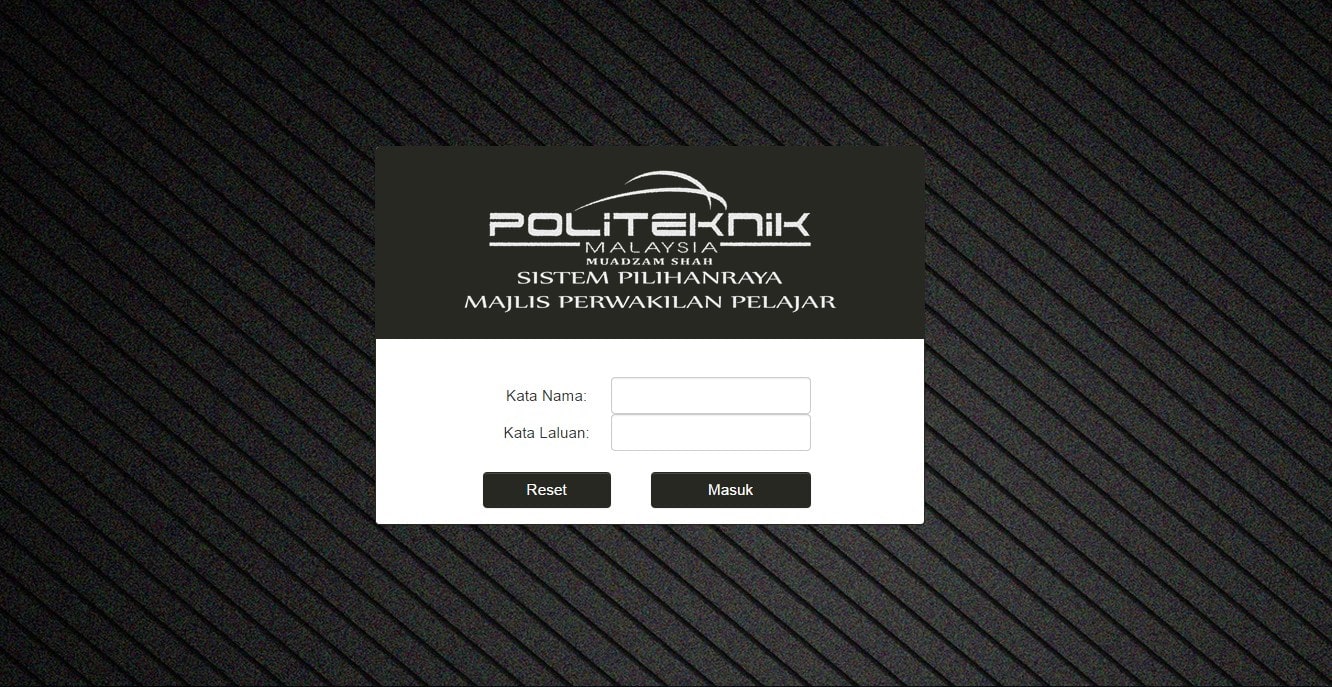 POLITEKNIK
MALAYSIA
MUADZAM SHAH
SISTEM PILIHANRAYA
MAJLIS PERWAKILAN PELAJAR
Kata Nama:
Kata Laluan:
Reset Masuk